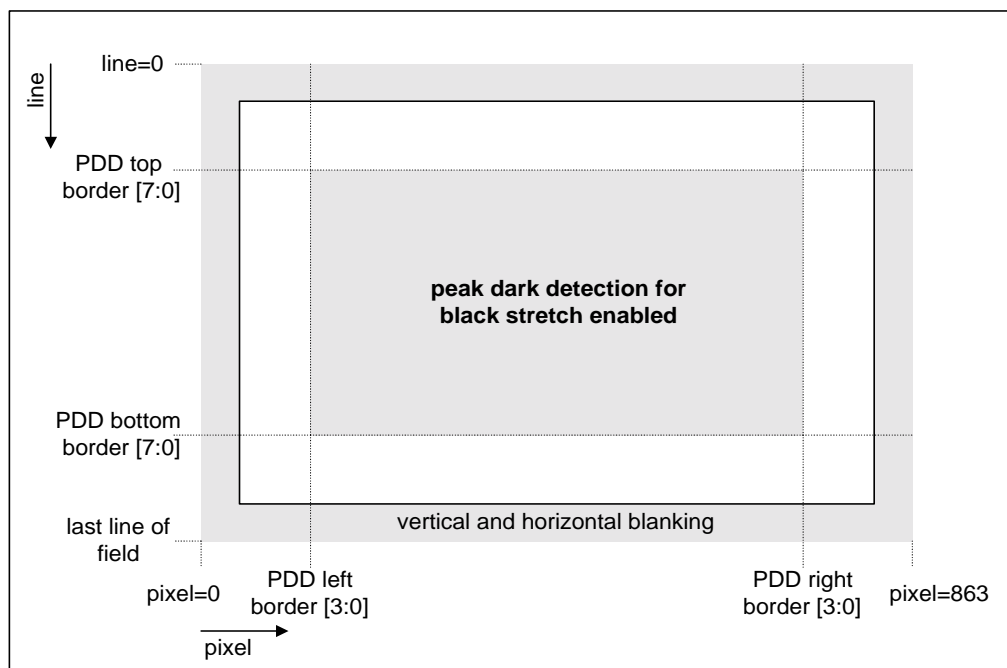 line=0
line
PDD top
border [7:0]
peak dark detection for
black stretch enabled
PDD bottom
border [7:0]
last line of
field
vertical and horizontal blanking
pixel=0
PDD left
border [3:0]
PDD right
border [3:0]
pixel=863
pixel